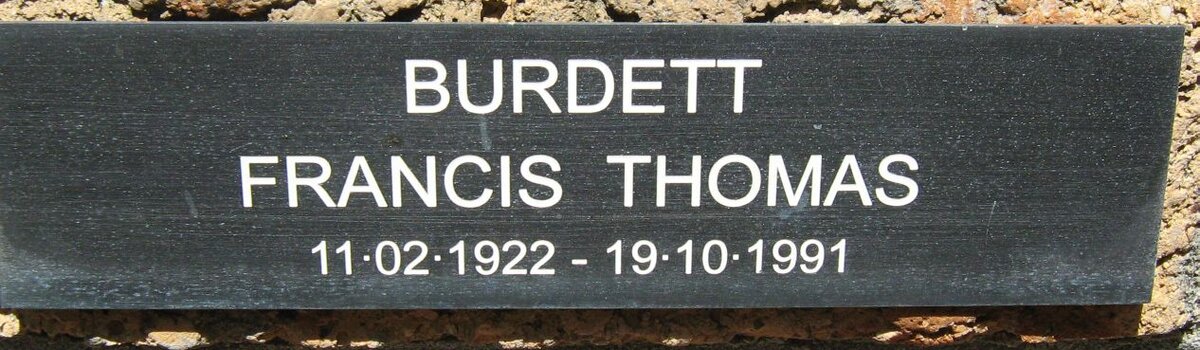 BURDETT
FRANCIS THOMAS
11·02·1922 - 19·10·1991